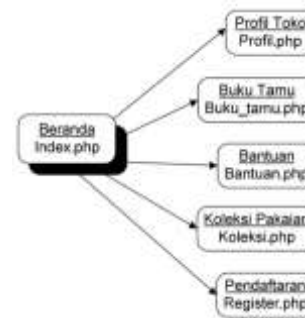 Profil Toko
Profil.php
Buku Tamu
Buku_tamu.php
Beranda
Index.php
Bantuan
Bantuan.php
Koleksi Pakaian
Koleksi.php
Pendaftaran
Register.php